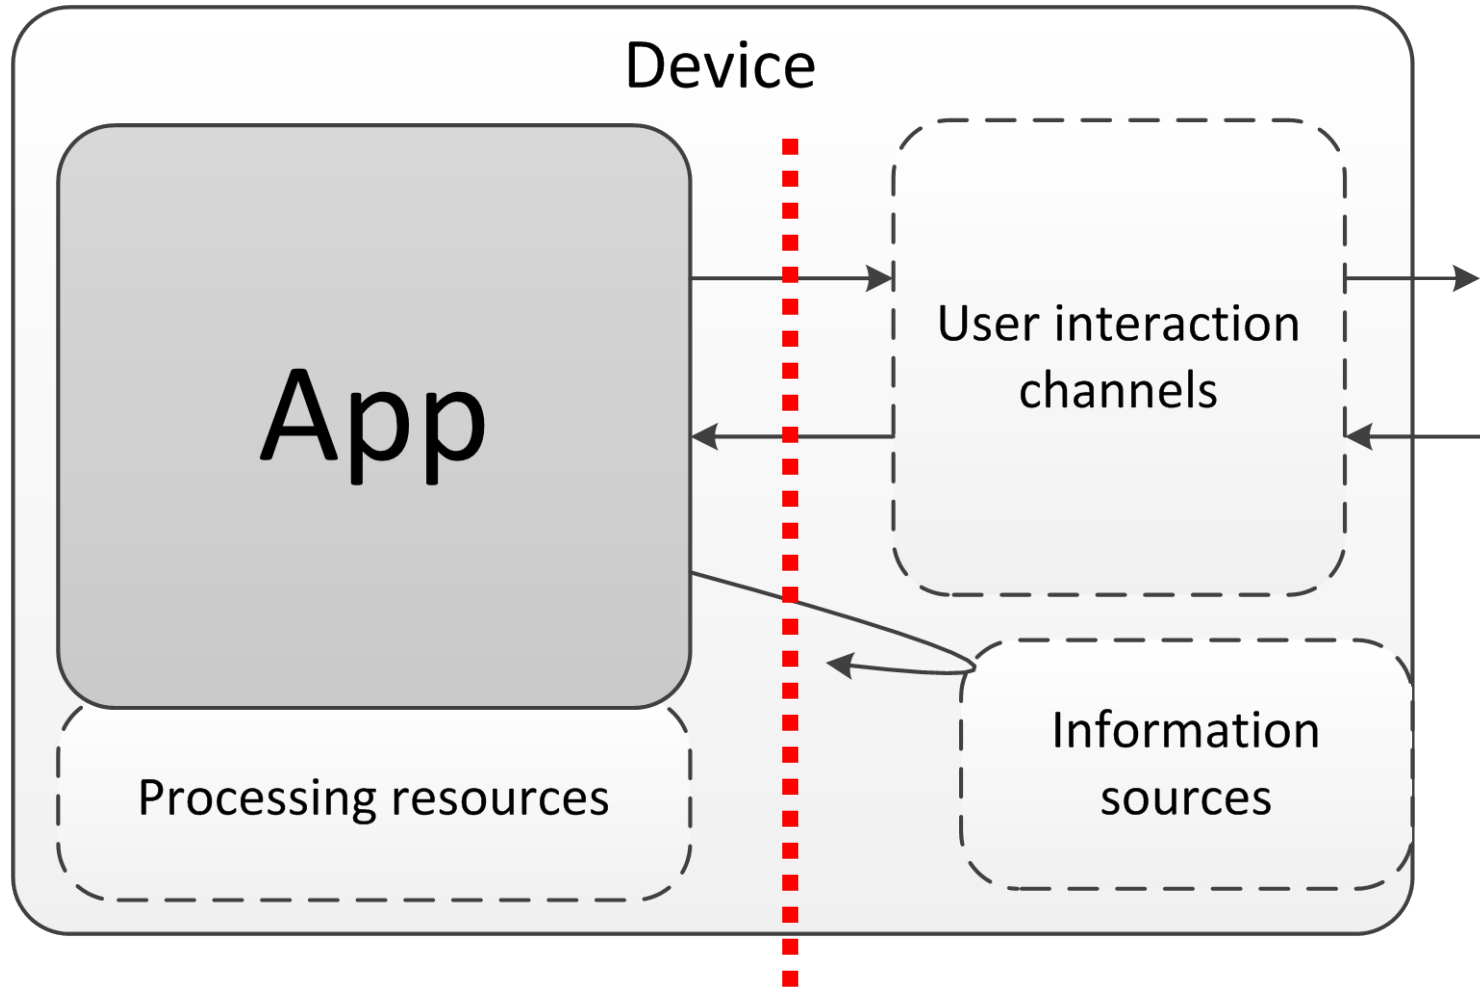 Device
App
User interaction
channels
Processing resources
Information
sources